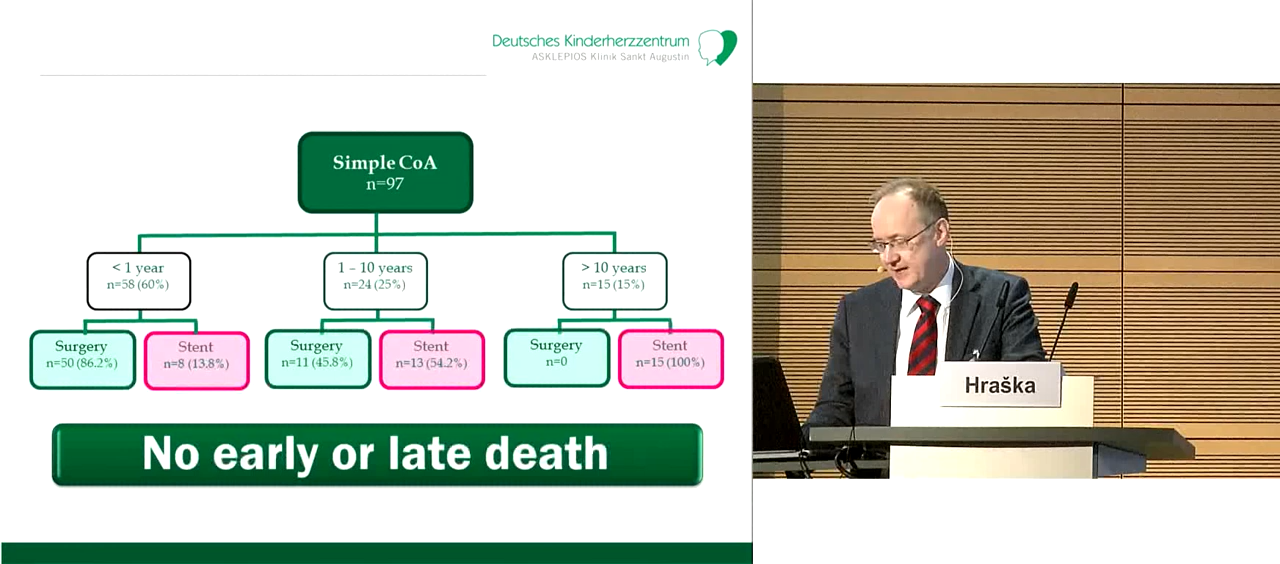 Deutsches Kinderherzzentrum
ASKLEPIOS Klinik Sankt Augustin
Simple CoA
n=97
< 1 year
n=58 (60%)
1 – 10 years
n=24 (25%)
> 10 years
n=15 (15%)
Surgery
n=50 (86.2%)
Stent
n=8 (13.8%)
Surgery
n=11 (45.8%)
Stent
n=13 (54.2%)
Surgery
n=0
Stent
n=15 (100%)
No early or late death
Hraška